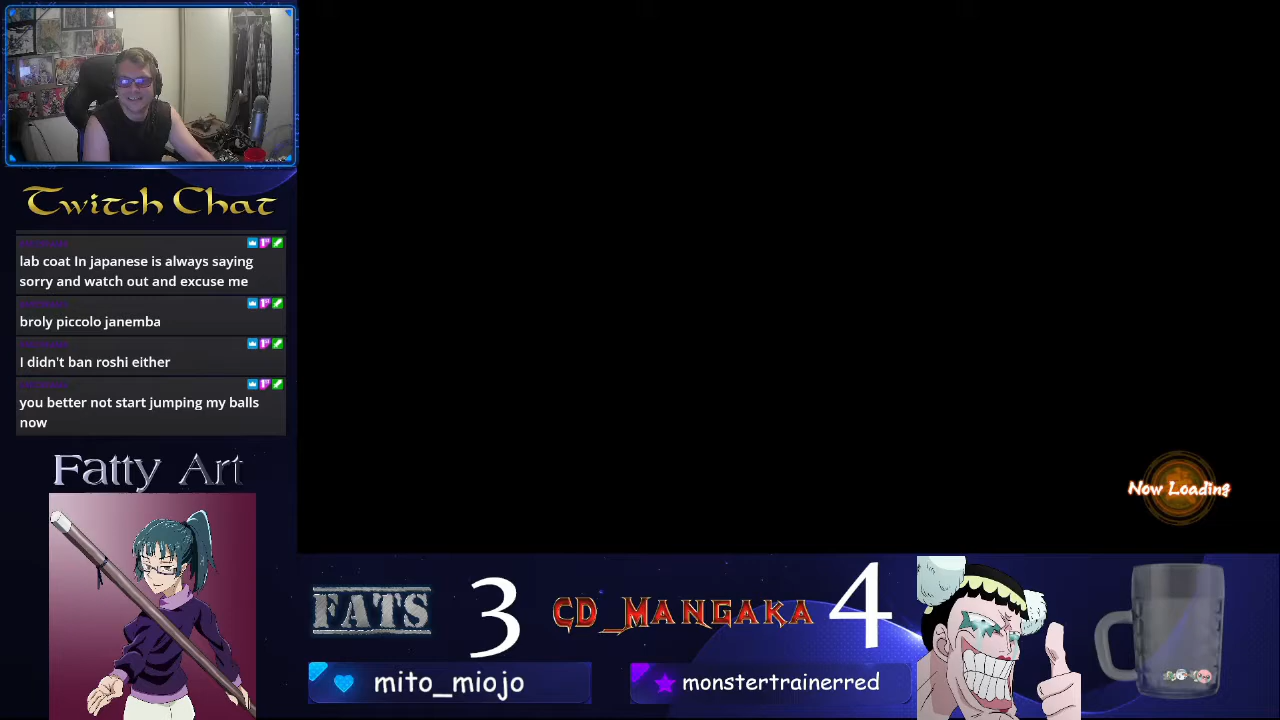 Twitch Chat
lab coat In japanese is always saying
sorry and watch out and excuse me
broly piccolo janemba
I didn't ban roshi either
you better not start jumping my balls
now
Fatty Art
Now Loading
FATS 3 CD_MANGAKA 4
mito_miojo
monstertrainerred